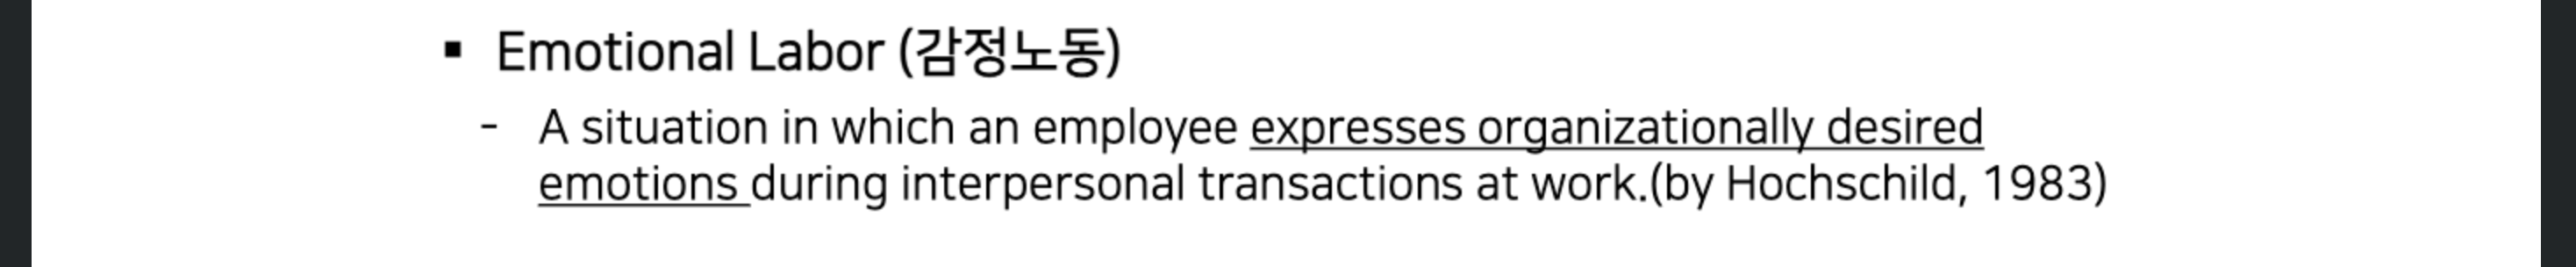 ▪ Emotional Labor (감정노동)
- A situation in which an employee expresses organizationally desired
emotions during interpersonal transactions at work.(by Hochschild, 1983)